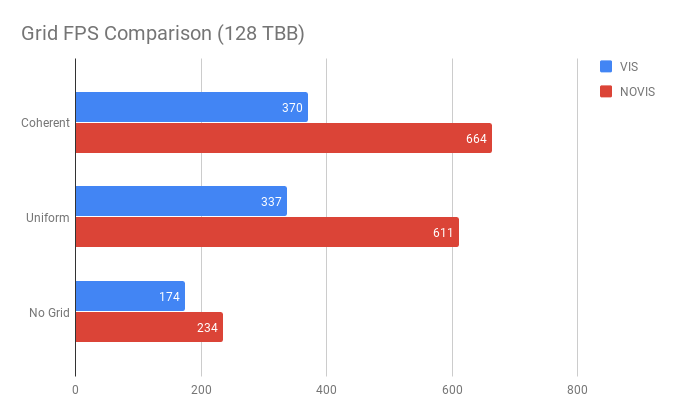 Grid FPS Comparison (128 TBB)
VIS
NOVIS
Coherent
370
664
Uniform
337
611
No Grid
174
234
0 200 400 600 800